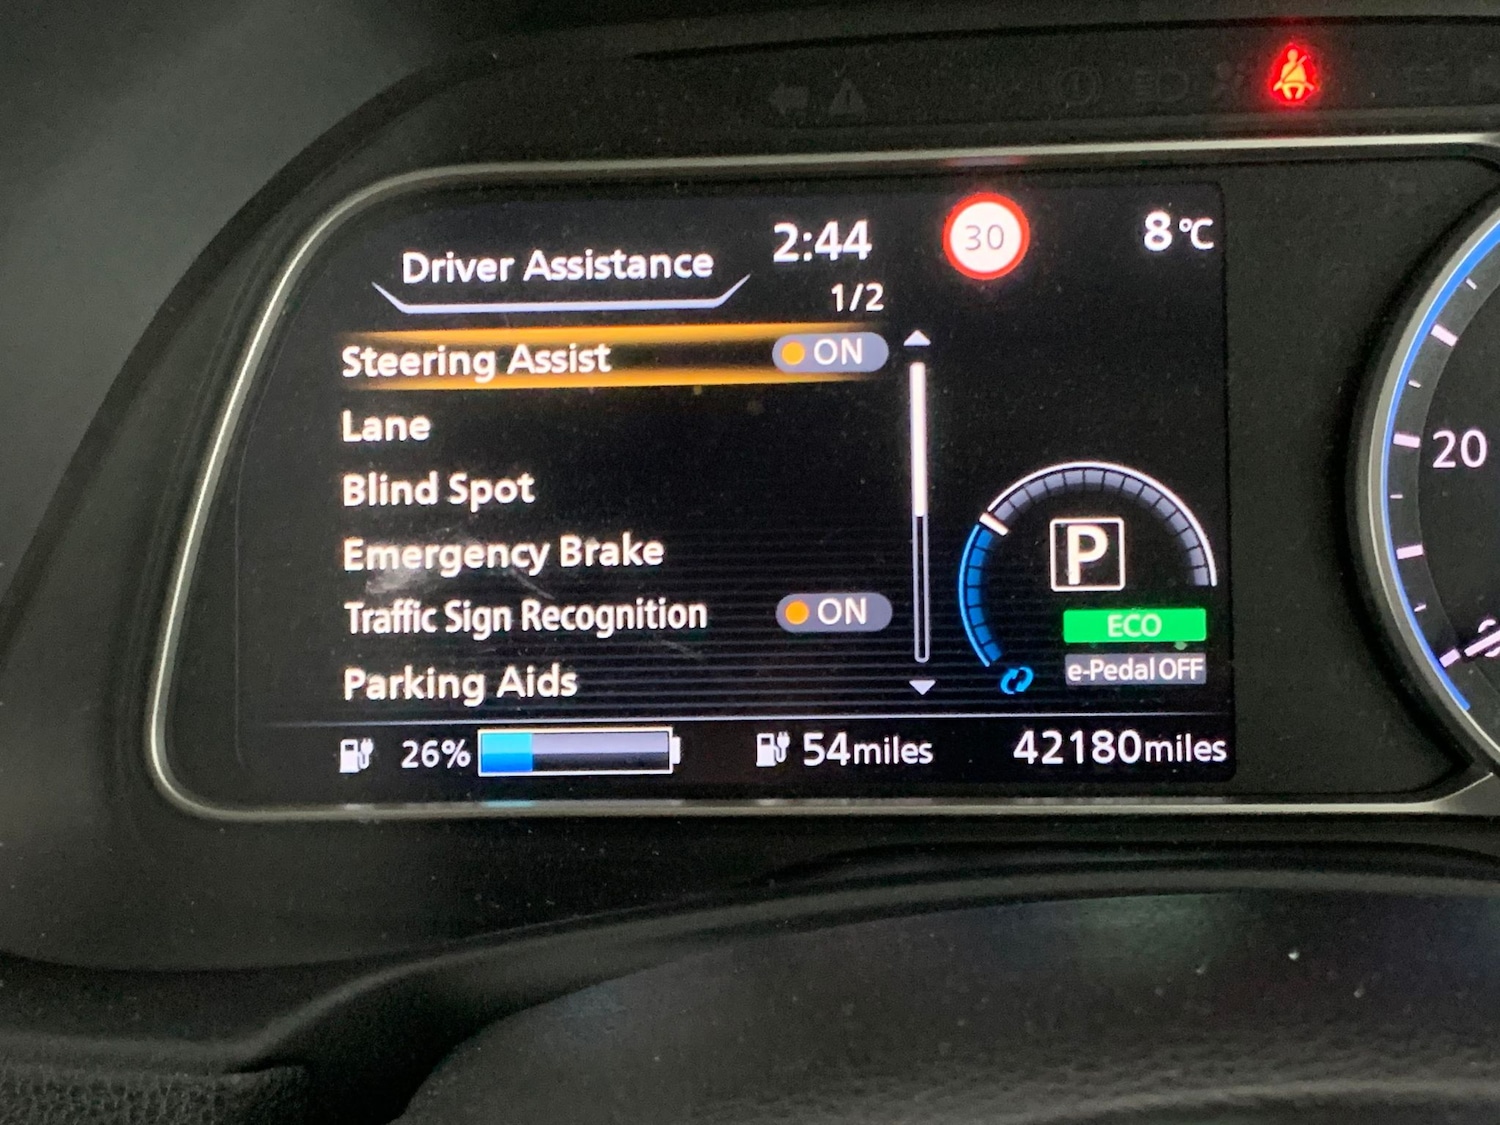 Driver Assistance
2:44
30
8°C
1/2
Steering Assist ON
Lane
Blind Spot
Emergency Brake
Traffic Sign Recognition ON
Parking Aids
P
ECO
e-Pedal OFF
26%
54miles
42180miles
20